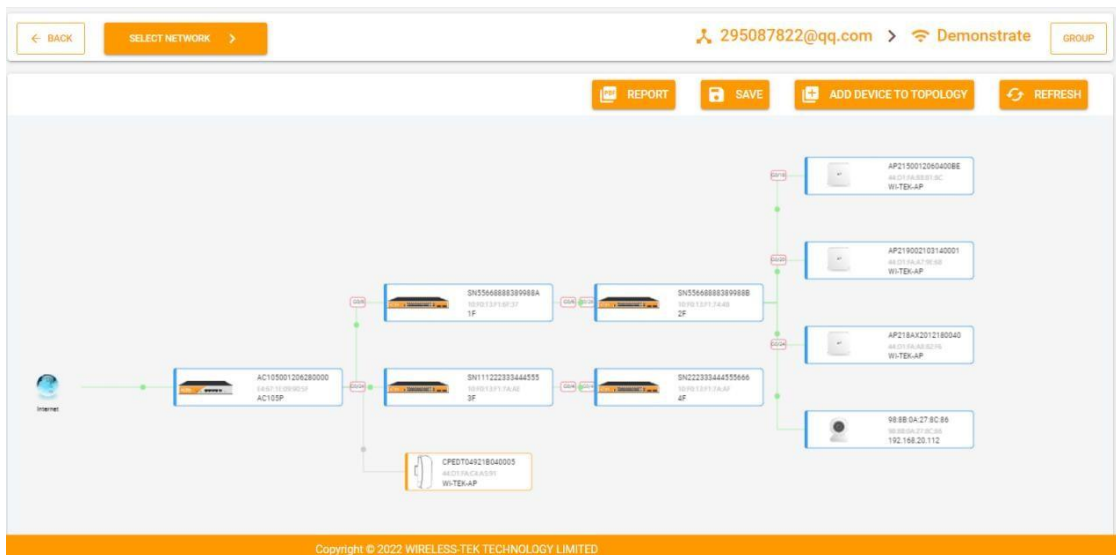 ← BACK
SELECT NETWORK >
295087822@qq.com > Demonstrate
GROUP
REPORT
SAVE
ADD DEVICE TO TOPOLOGY
REFRESH
AP2150012060400BE
WI-TEK-AP
AP219002103140001
WI-TEK-AP
SN55668888389988A
1F
SN55668888389988B
2F
AP218AX2012180040
WI-TEK-AP
Internet
AC105001206280000
AC105P
SN111222333444555
3F
SN222333444555666
4F
98:8B:0A:27:8C:86
192.168.20.112
CPEDT04921B040005
WI-TEK-AP
Copyright © 2022 WIRELESS-TEK TECHNOLOGY LIMITED